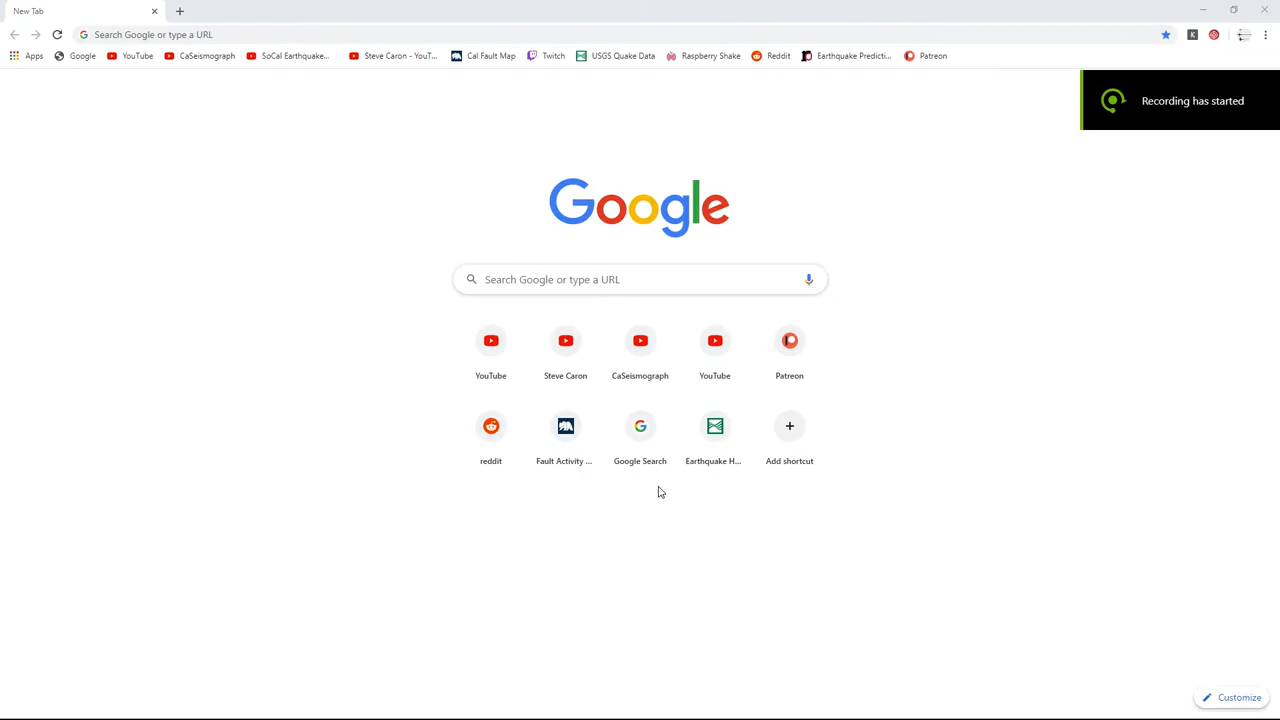 New Tab
Search Google or type a URL
Apps Google YouTube CaSeismograph SoCal Earthquake... Steve Caron - YouT... Cal Fault Map Twitch USGS Quake Data Raspberry Shake Reddit Earthquake Predicti... Patreon
Recording has started
Google
Search Google or type a URL
YouTube Steve Caron CaSeismograph YouTube Patreon
reddit Fault Activity ... Google Search Earthquake H... Add shortcut
Customize